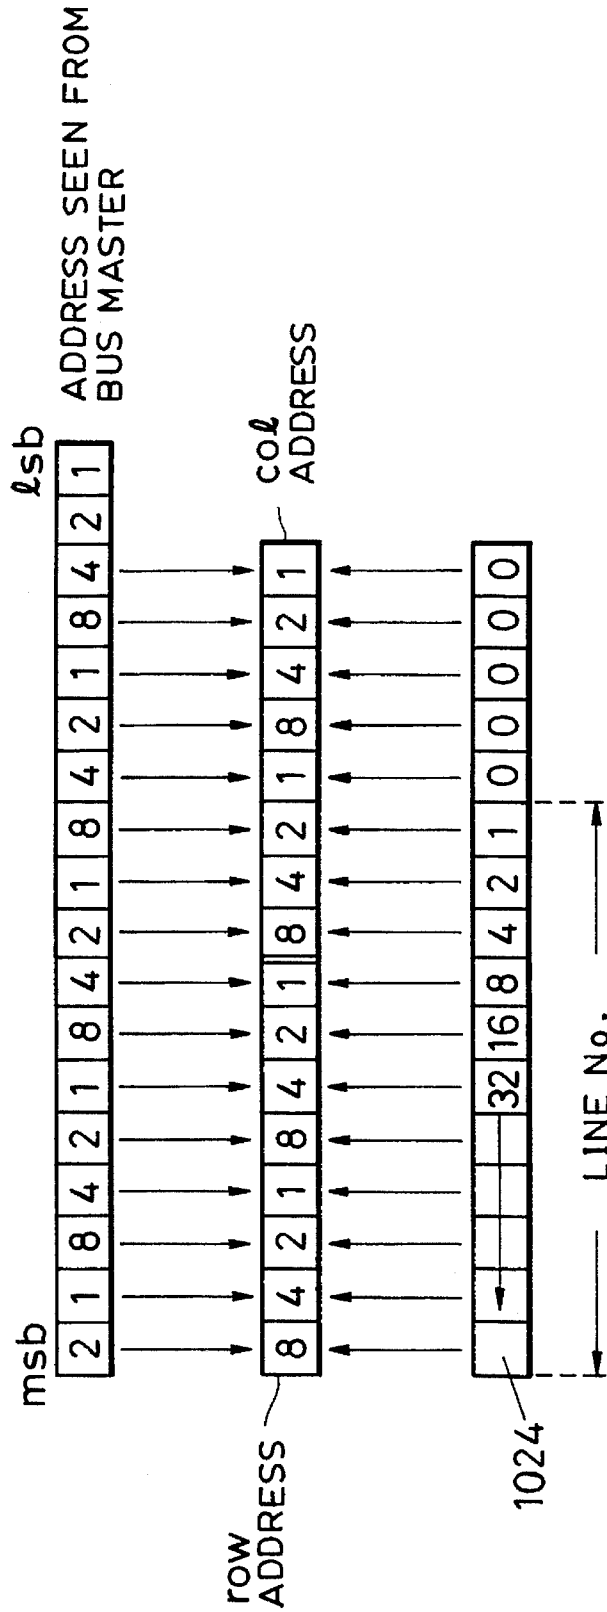 msb
lsb
2 1 8 4 2 1 8 4 2 1 8 4 2 1 8 4 2 1
ADDRESS SEEN FROM
BUS MASTER
row
ADDRESS
8 4 2 1 8 4 2 1 8 4 2 1 8 4 2 1
col
ADDRESS
32 16 8 4 2 1 0 0 0 0 0
1024
LINE No.